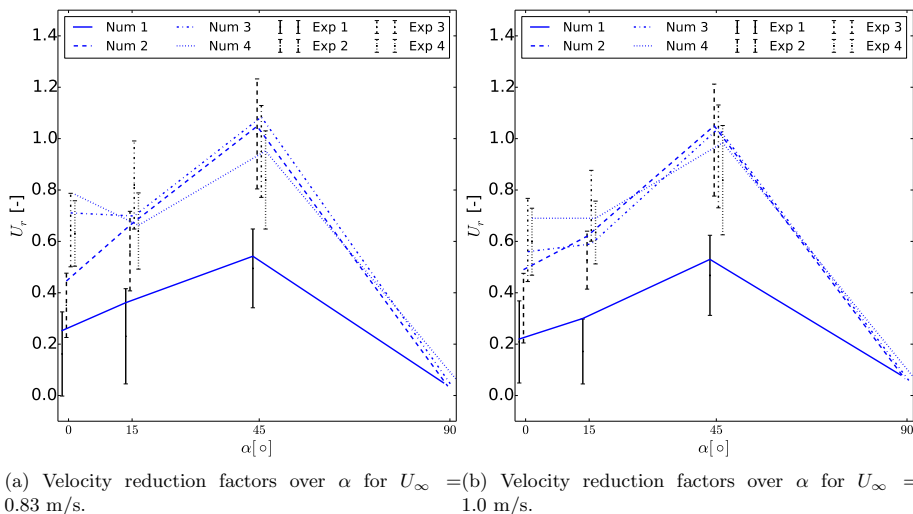 Num 1 Num 3 Exp 1 Exp 3
Num 2 Num 4 Exp 2 Exp 4
1.4
1.2
1.0
0.8
0.6
0.4
0.2
0.0
U_r [-]
0 15 45 90
α[∘]
(a) Velocity reduction factors over α for U_∞ =
0.83 m/s.
Num 1 Num 3 Exp 1 Exp 3
Num 2 Num 4 Exp 2 Exp 4
1.4
1.2
1.0
0.8
0.6
0.4
0.2
0.0
U_r [-]
0 15 45 90
α[∘]
(b) Velocity reduction factors over α for U_∞ =
1.0 m/s.